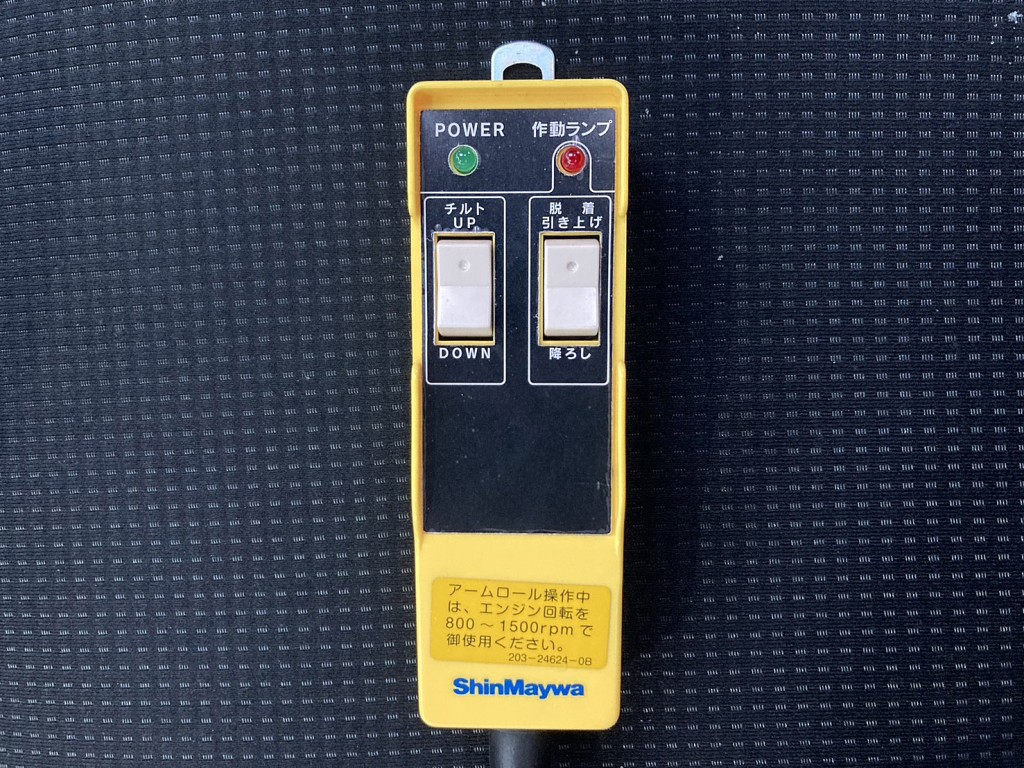 POWER 作動ランプ
チルト
UP
DOWN
脱 着
引き上げ
降ろし
アームロール操作中
は、エンジン回転を
800～1500rpmで
御使用ください。
203-24624-0B
ShinMaywa